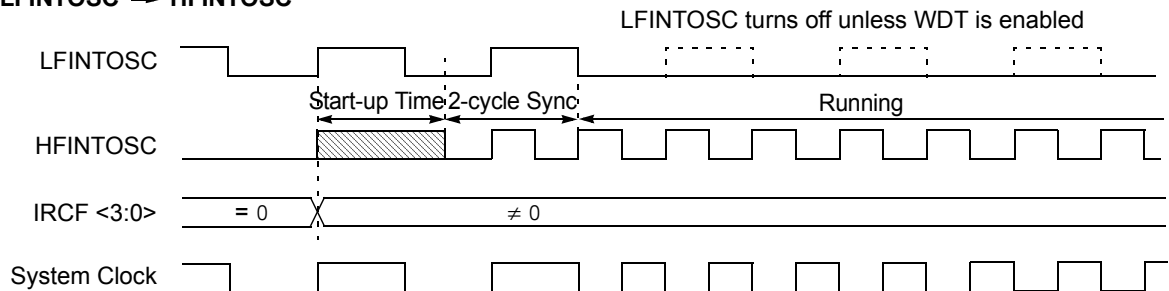 LFINTOSC → HFINTOSC
LFINTOSC turns off unless WDT is enabled
LFINTOSC
Start-up Time 2-cycle Sync Running
HFINTOSC
IRCF <3:0> = 0 ≠ 0
System Clock